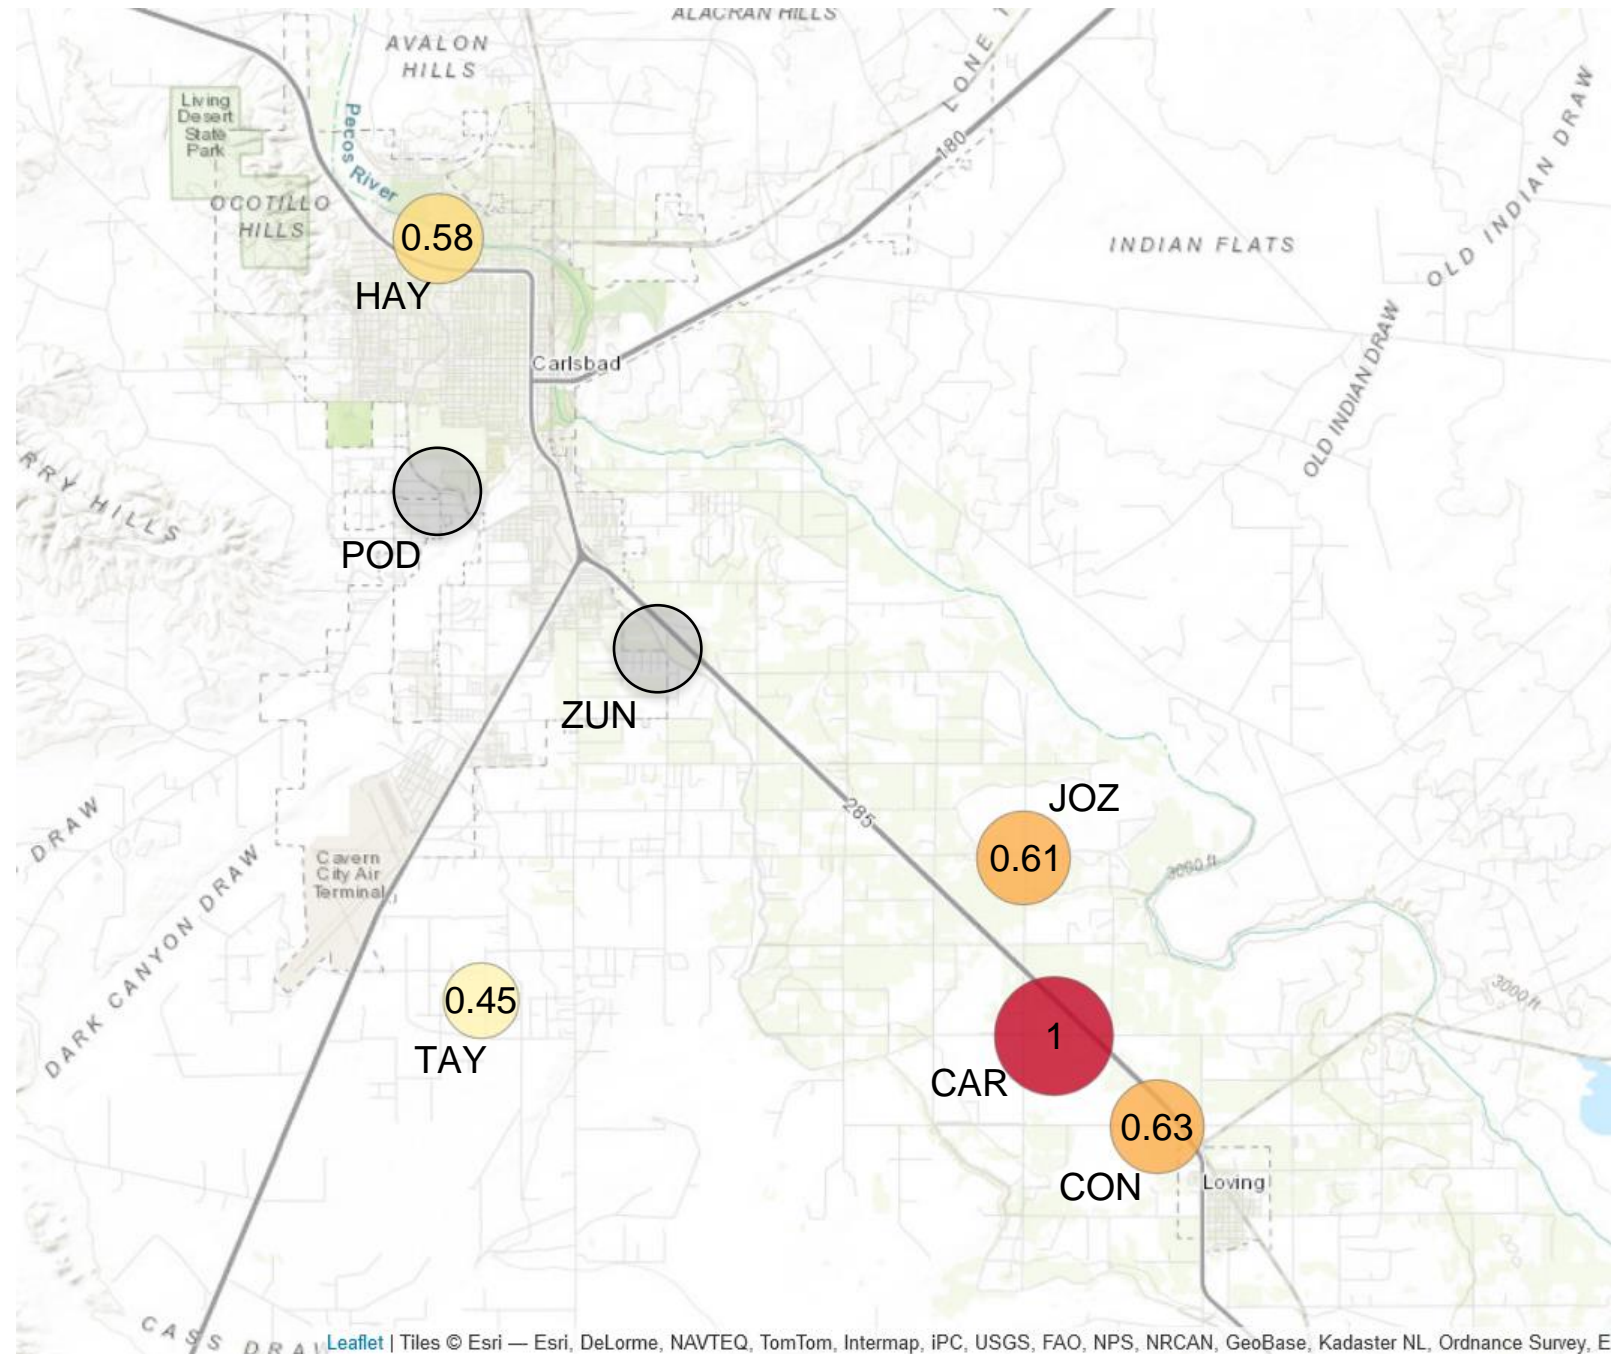 ALACRAN HILLS
AVALON
HILLS
LONE
Living
Desert
State
Park
Pecos River
180
OLD INDIAN DRAW
OCOTILLO
HILLS
0.58
HAY
INDIAN FLATS
Carlsbad
OLD INDIAN DRAW
RRY HILLS
POD
ZUN
JOZ
285
0.61
3000 ft
DRAW
Cavern
City Air
Terminal
DARK CANYON DRAW
0.45
TAY
3000 ft
1
CAR
0.63
CON
Loving
CASS DRAW
Leaflet | Tiles © Esri — Esri, DeLorme, NAVTEQ, TomTom, Intermap, iPC, USGS, FAO, NPS, NRCAN, GeoBase, Kadaster NL, Ordnance Survey, E